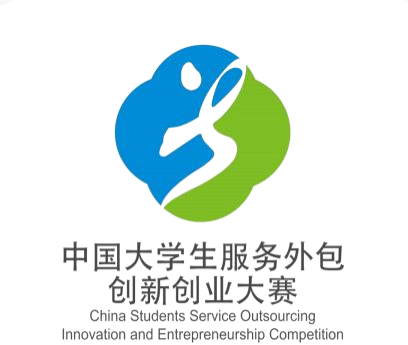 中国大学生服务外包
创新创业大赛
China Students Service Outsourcing
Innovation and Entrepreneurship Competition